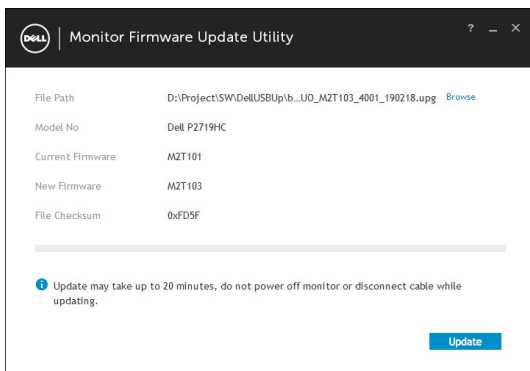 DELL | Monitor Firmware Update Utility
? _ ×
File Path D:\Project\SW\DellUSBUp\b...UO_M2T103_4001_190218.upg Browse
Model No Dell P2719HC
Current Firmware M2T101
New Firmware M2T103
File Checksum 0xFD5F
Update may take up to 20 minutes, do not power off monitor or disconnect cable while
updating.
Update